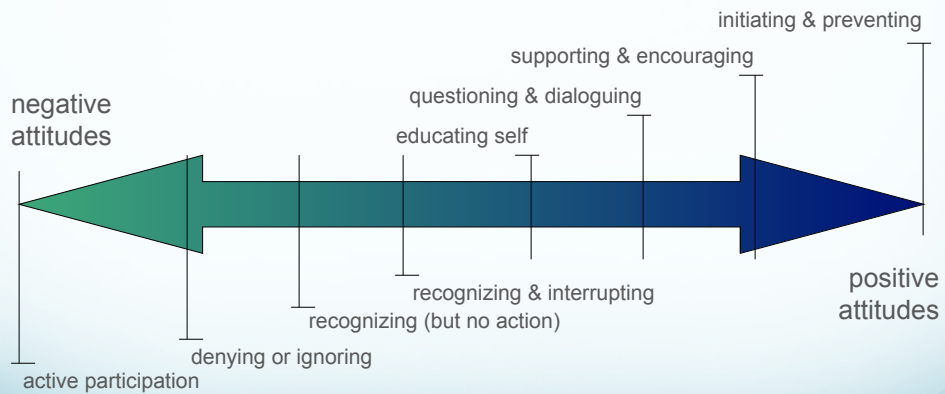 initiating & preventing
supporting & encouraging
questioning & dialoguing
negative
attitudes
educating self
positive
attitudes
recognizing & interrupting
recognizing (but no action)
denying or ignoring
active participation